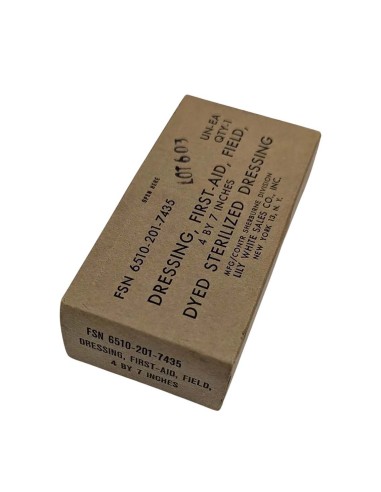 UN-EA
QTY-1
LOT603
OPEN HERE
FSN 6510-201-7435
DRESSING, FIRST-AID, FIELD,
4 BY 7 INCHES
DYED STERILIZED DRESSING
MFG/CONTR. SHERBURNE DIVISION
LILY WHITE SALES CO., INC.
NEW YORK 13, N. Y.
FSN 6510-201-7435
DRESSING, FIRST-AID, FIELD,
4 BY 7 INCHES